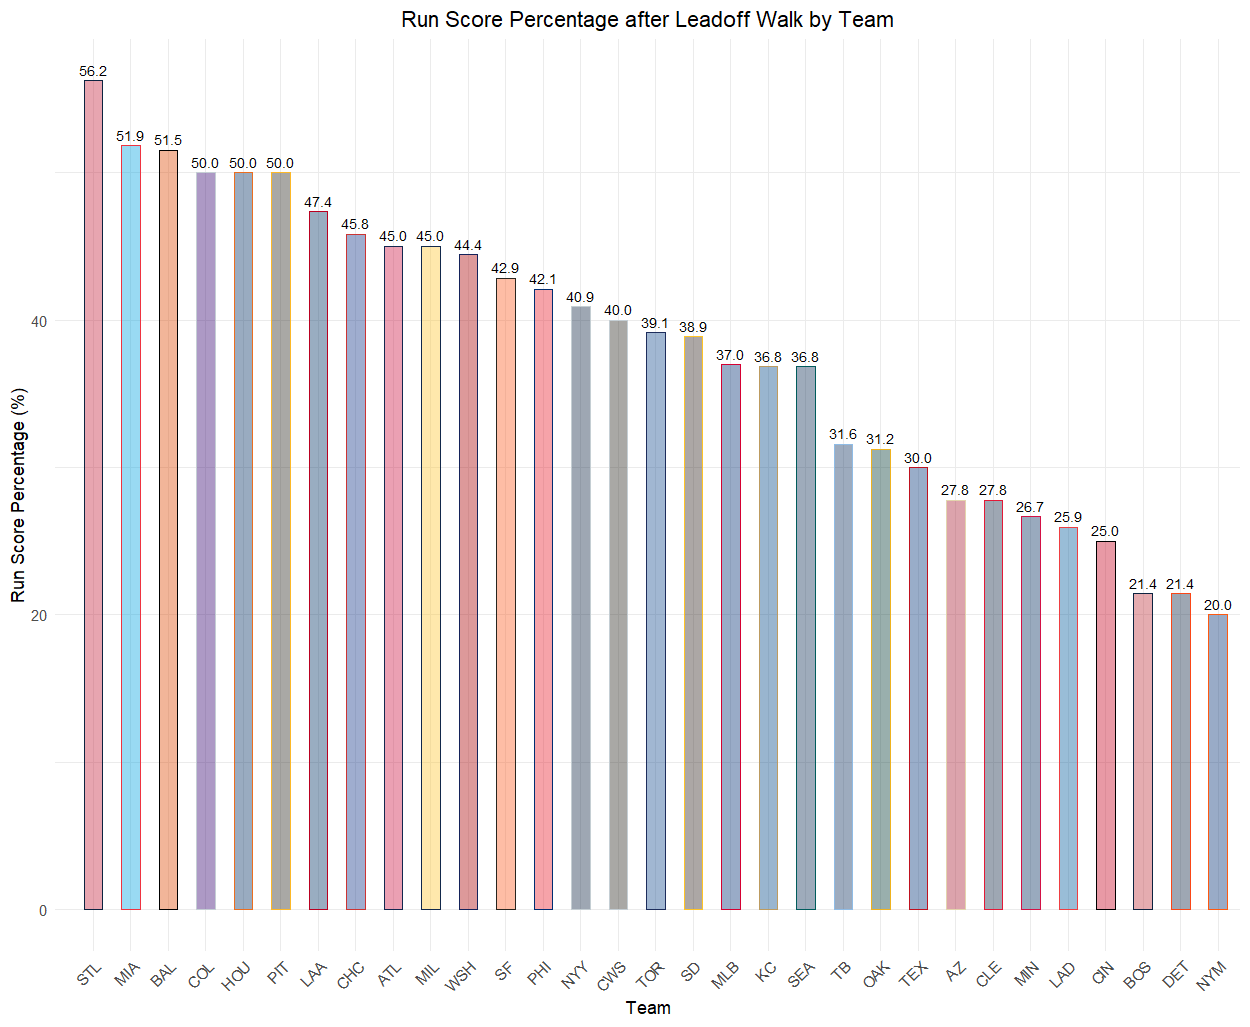 Run Score Percentage after Leadoff Walk by Team
56.2
51.9
51.5
50.0
50.0
50.0
47.4
45.8
45.0
45.0
44.4
42.9
42.1
40.9
40.0
39.1
38.9
37.0
36.8
36.8
31.6
31.2
30.0
27.8
27.8
26.7
25.9
25.0
21.4
21.4
20.0
Run Score Percentage (%)
40
20
0
STL
MIA
BAL
COL
HOU
PIT
LAA
CHC
ATL
MIL
WSH
SF
PHI
NYY
CWS
TOR
SD
MLB
KC
SEA
TB
OAK
TEX
AZ
CLE
MIN
LAD
CIN
BOS
DET
NYM
Team